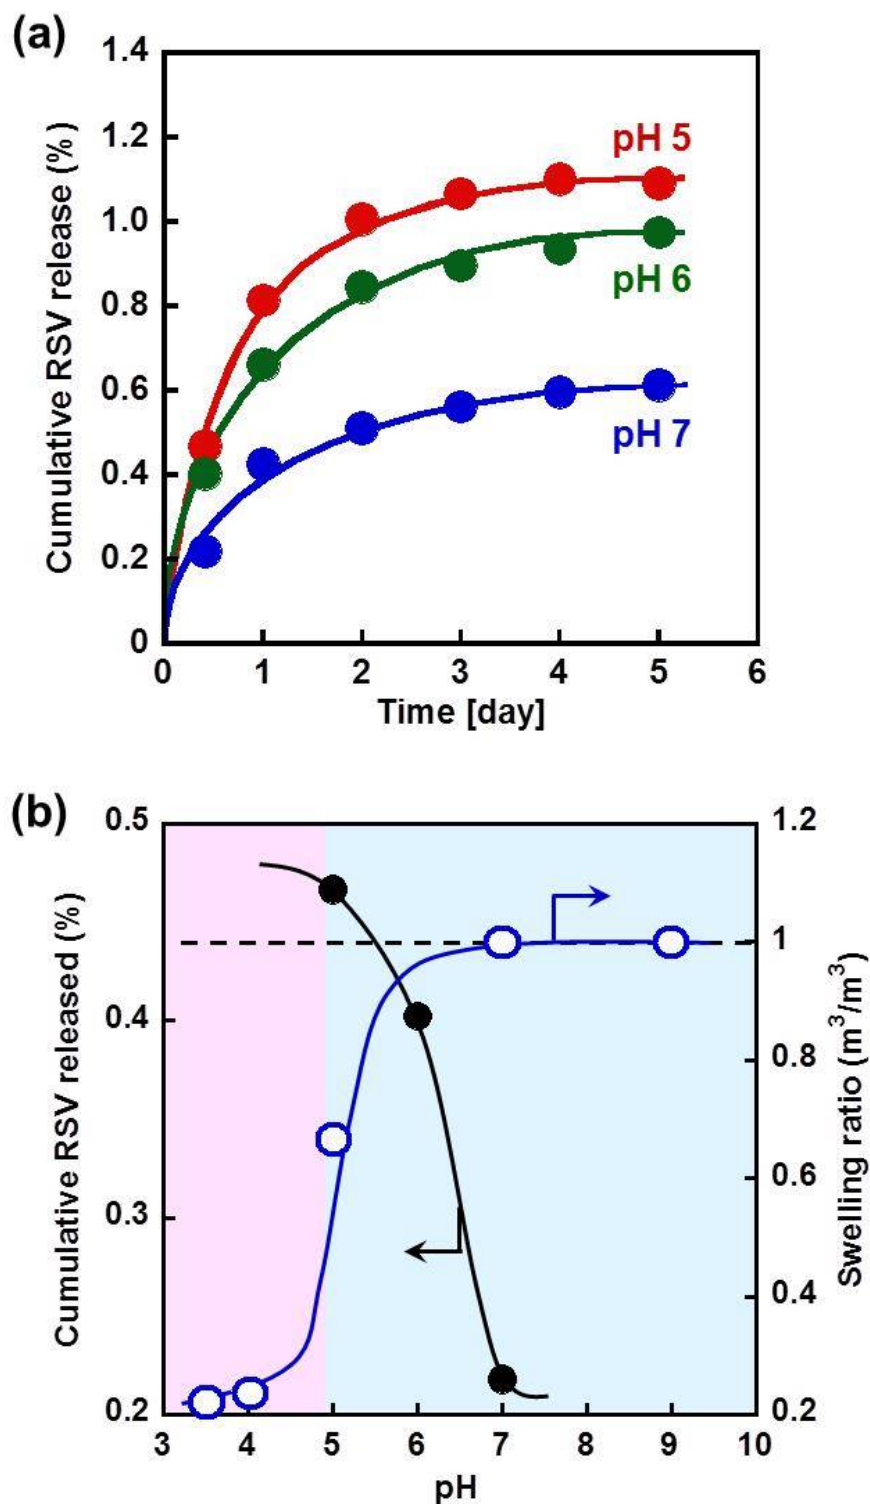 (a)
Cumulative RSV release (%)
1.4
1.2
1.0
0.8
0.6
0.4
0.2
0
pH 5
pH 6
pH 7
0 1 2 3 4 5 6
Time [day]
(b)
Cumulative RSV released (%)
0.5
0.4
0.3
0.2
1.2
1
0.8
0.6
0.4
0.2
Swelling ratio (m³/m³)
3 4 5 6 7 8 9 10
pH